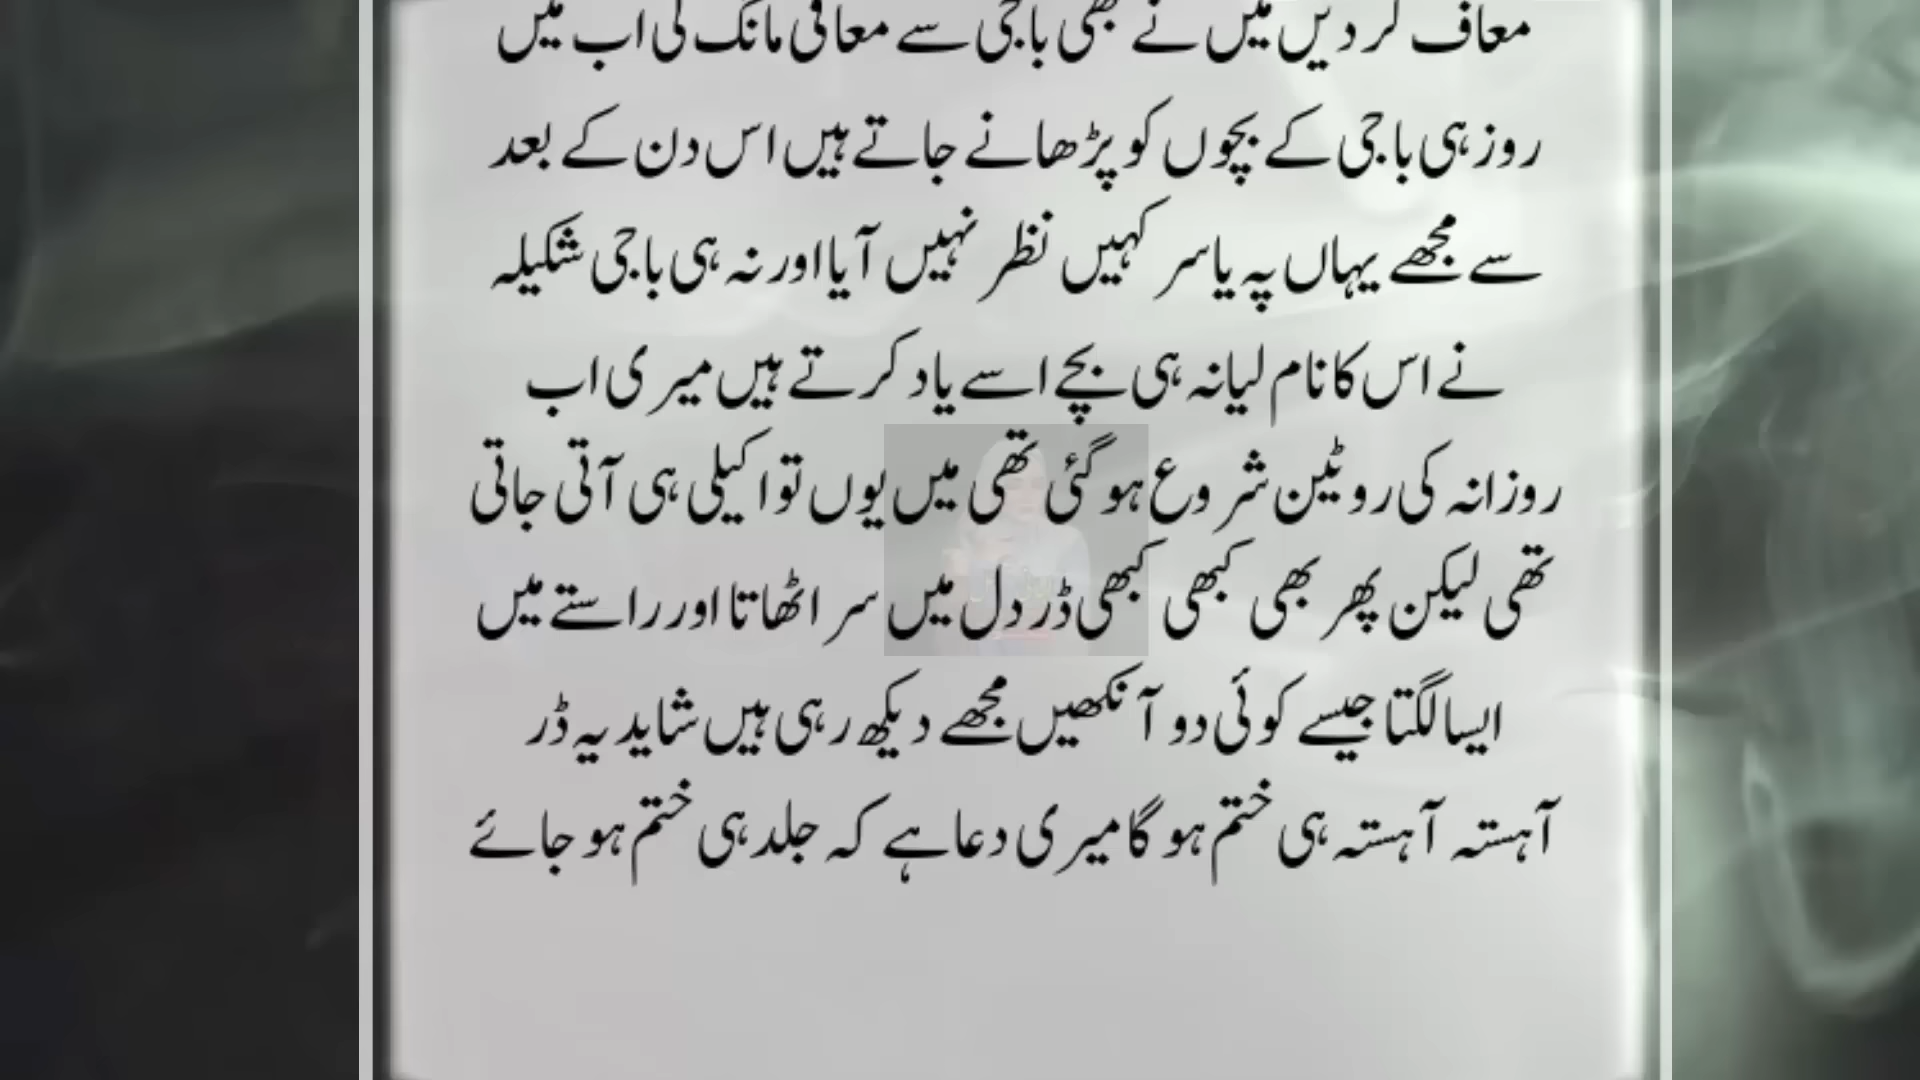 معاف کر دیں میں نے بھی باجی سے معافی مانگ لی اب میں
روز ہی باجی کے بچوں کو پڑھانے جاتے ہیں اس دن کے بعد
سے مجھے یہاں پہ یاسر کہیں نظر نہیں آیا اور نہ ہی باجی شکیلہ
نے اس کا نام لیا نہ ہی بچے اسے یاد کرتے ہیں میری اب
روزانہ کی روٹین شروع ہو گئی تھی میں یوں تو اکیلی ہی آتی جاتی
تھی لیکن پھر بھی کبھی کبھی ڈر دل میں سر اٹھاتا اور راستے میں
ایسا لگتا جیسے کوئی دو آنکھیں مجھے دیکھ رہی ہیں شاید یہ ڈر
آہستہ آہستہ ہی ختم ہو گا میری دعا ہے کہ جلد ہی ختم ہو جائے